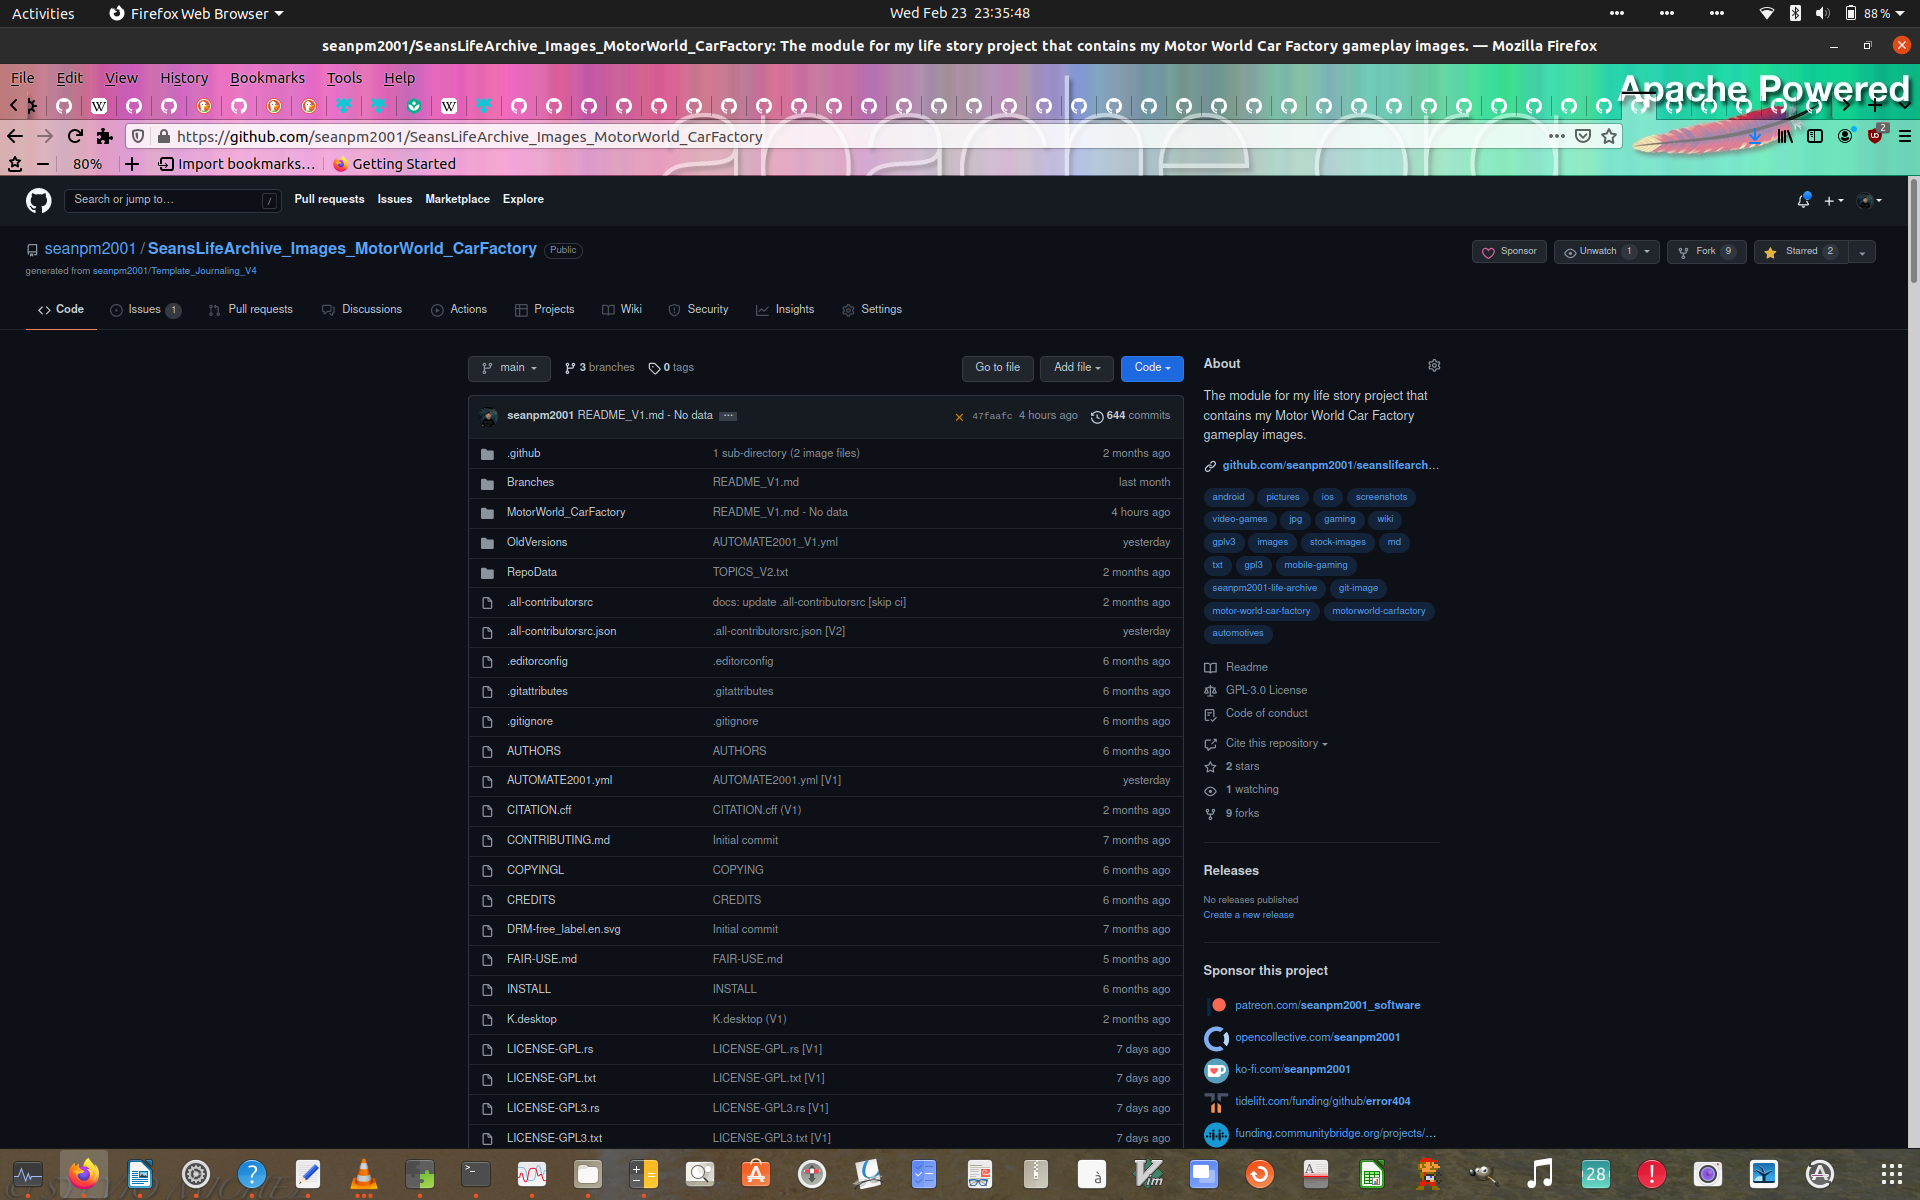 Activities Firefox Web Browser Wed Feb 23 23:35:48 88 %
seanpm2001/SeansLifeArchive_Images_MotorWorld_CarFactory: The module for my life story project that contains my Motor World Car Factory gameplay images. — Mozilla Firefox
File Edit View History Bookmarks Tools Help
Apache Powered
https://github.com/seanpm2001/SeansLifeArchive_Images_MotorWorld_CarFactory
2
80% Import bookmarks... Getting Started
apache.org
Search or jump to... / Pull requests Issues Marketplace Explore
seanpm2001 / SeansLifeArchive_Images_MotorWorld_CarFactory Public
Sponsor Unwatch 1 Fork 9 Starred 2
generated from seanpm2001/Template_Journaling_V4
Code Issues 1 Pull requests Discussions Actions Projects Wiki Security Insights Settings
main 3 branches 0 tags Go to file Add file Code
seanpm2001 README_V1.md - No data ... 47faafc 4 hours ago 644 commits
.github 1 sub-directory (2 image files) 2 months ago
Branches README_V1.md last month
MotorWorld_CarFactory README_V1.md - No data 4 hours ago
OldVersions AUTOMATE2001_V1.yml yesterday
RepoData TOPICS_V2.txt 2 months ago
.all-contributorsrc docs: update .all-contributorsrc [skip ci] 2 months ago
.all-contributorsrc.json .all-contributorsrc.json [V2] yesterday
.editorconfig .editorconfig 6 months ago
.gitattributes .gitattributes 6 months ago
.gitignore .gitignore 6 months ago
AUTHORS AUTHORS 6 months ago
AUTOMATE2001.yml AUTOMATE2001.yml [V1] yesterday
CITATION.cff CITATION.cff (V1) 2 months ago
CONTRIBUTING.md Initial commit 7 months ago
COPYINGL COPYING 6 months ago
CREDITS CREDITS 6 months ago
DRM-free_label.en.svg Initial commit 7 months ago
FAIR-USE.md FAIR-USE.md 5 months ago
INSTALL INSTALL 6 months ago
K.desktop K.desktop (V1) 2 months ago
LICENSE-GPL.rs LICENSE-GPL.rs [V1] 7 days ago
LICENSE-GPL.txt LICENSE-GPL.txt [V1] 7 days ago
LICENSE-GPL3.rs LICENSE-GPL3.rs [V1] 7 days ago
LICENSE-GPL3.txt LICENSE-GPL3.txt [V1] 7 days ago
About
The module for my life story project that
contains my Motor World Car Factory
gameplay images.
github.com/seanpm2001/seanslifearch...
android pictures ios screenshots
video-games jpg gaming wiki
gplv3 images stock-images md
txt gpl3 mobile-gaming
seanpm2001-life-archive git-image
motor-world-car-factory motorworld-carfactory
automotives
Readme
GPL-3.0 License
Code of conduct
Cite this repository
2 stars
1 watching
9 forks
Releases
No releases published
Create a new release
Sponsor this project
patreon.com/seanpm2001_software
opencollective.com/seanpm2001
ko-fi.com/seanpm2001
tidelift.com/funding/github/error404
funding.communitybridge.org/projects/...
28